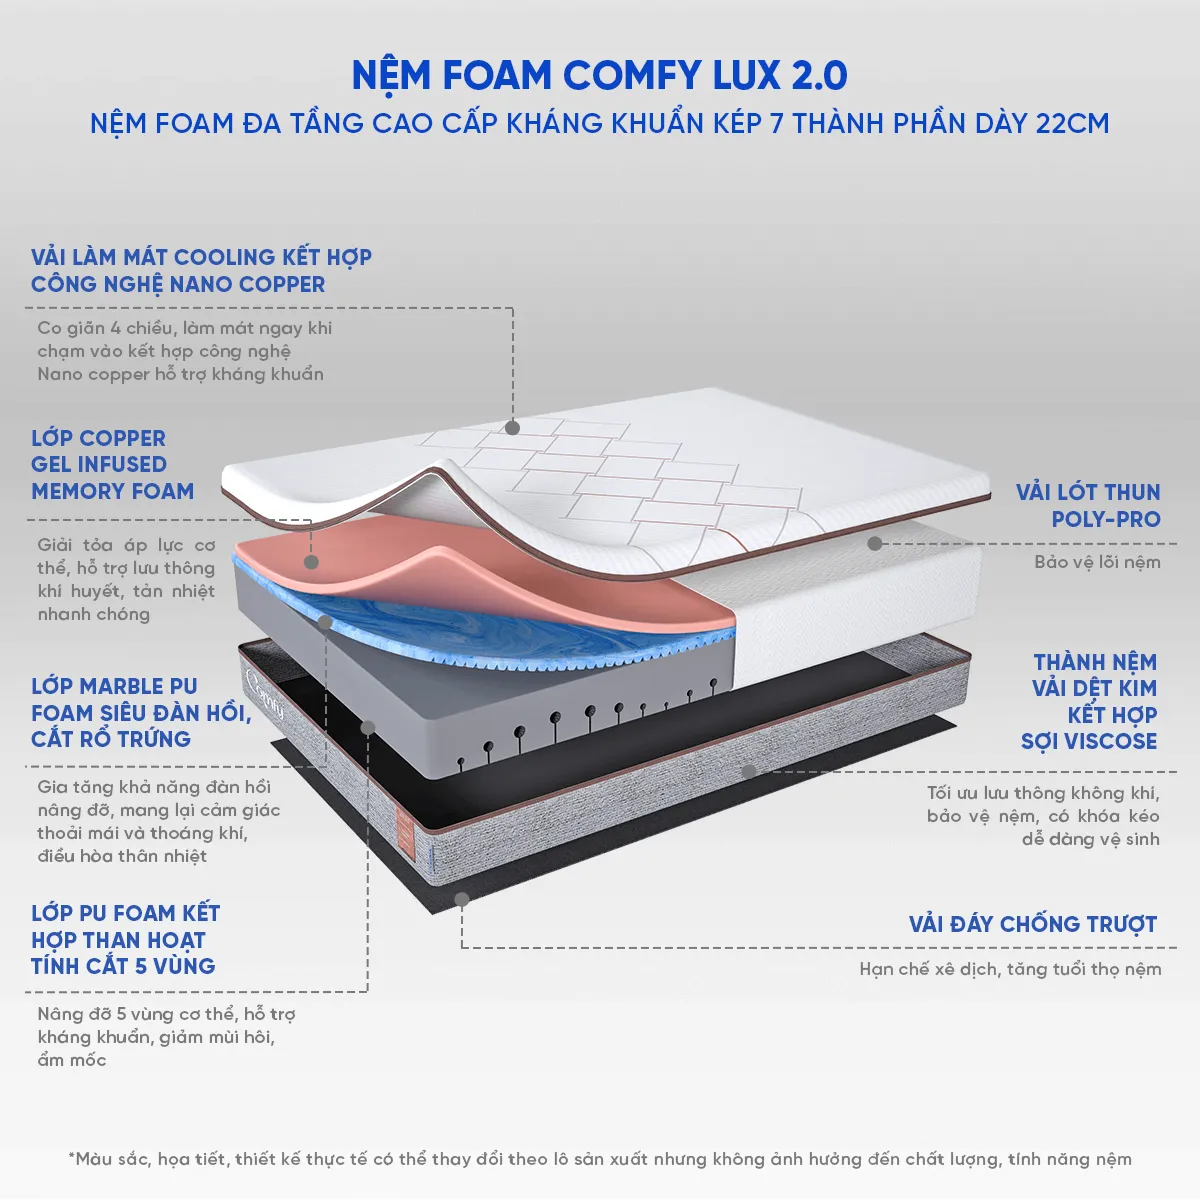 NỆM FOAM COMFY LUX 2.0
NỆM FOAM ĐA TẦNG CAO CẤP KHÁNG KHUẨN KÉP 7 THÀNH PHẦN DÀY 22CM
VẢI LÀM MÁT COOLING KẾT HỢP
CÔNG NGHỆ NANO COPPER
Co giãn 4 chiều, làm mát ngay khi
chạm vào kết hợp công nghệ
Nano copper hỗ trợ kháng khuẩn
LỚP COPPER
GEL INFUSED
MEMORY FOAM
Giải tỏa áp lực cơ
thể, hỗ trợ lưu thông
khí huyết, tản nhiệt
nhanh chóng
LỚP MARBLE PU
FOAM SIÊU ĐÀN HỒI,
CẮT RỔ TRỨNG
Gia tăng khả năng đàn hồi
nâng đỡ, mang lại cảm giác
thoải mái và thoáng khí,
điều hòa thân nhiệt
LỚP PU FOAM KẾT
HỢP THAN HOẠT
TÍNH CẮT 5 VÙNG
Nâng đỡ 5 vùng cơ thể, hỗ trợ
kháng khuẩn, giảm mùi hôi,
ẩm mốc
VẢI LÓT THUN
POLY-PRO
Bảo vệ lõi nệm
THÀNH NỆM
VẢI DỆT KIM
KẾT HỢP
SỢI VISCOSE
Tối ưu lưu thông không khí,
bảo vệ nệm, có khóa kéo
dễ dàng vệ sinh
VẢI ĐÁY CHỐNG TRƯỢT
Hạn chế xê dịch, tăng tuổi thọ nệm
Comfy
*Màu sắc, họa tiết, thiết kế thực tế có thể thay đổi theo lô sản xuất nhưng không ảnh hưởng đến chất lượng, tính năng nệm